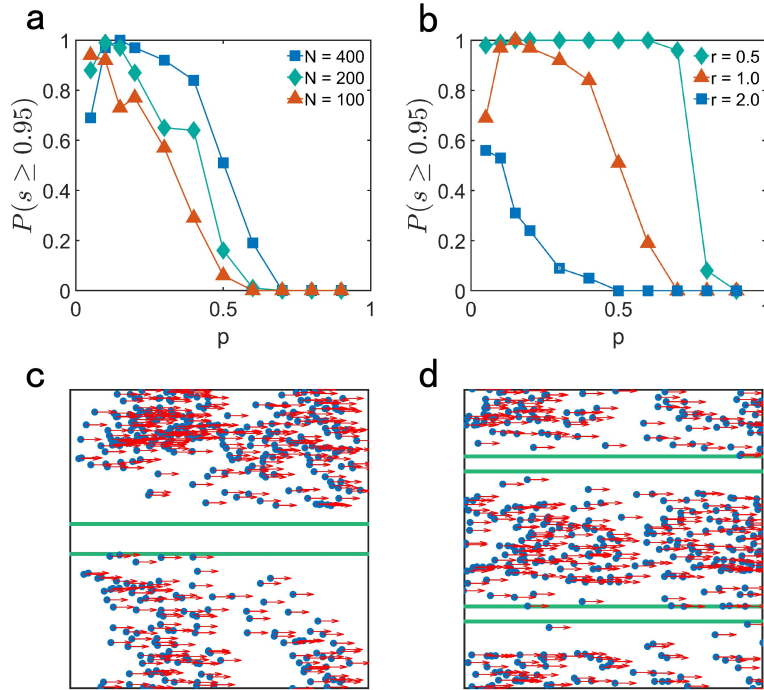 a
N = 400
N = 200
N = 100
P(s ≥ 0.95)
1
0.8
0.6
0.4
0.2
0
0 0.5 1
p
b
r = 0.5
r = 1.0
r = 2.0
P(s ≥ 0.95)
1
0.8
0.6
0.4
0.2
0
0 0.5 1
p
c
d